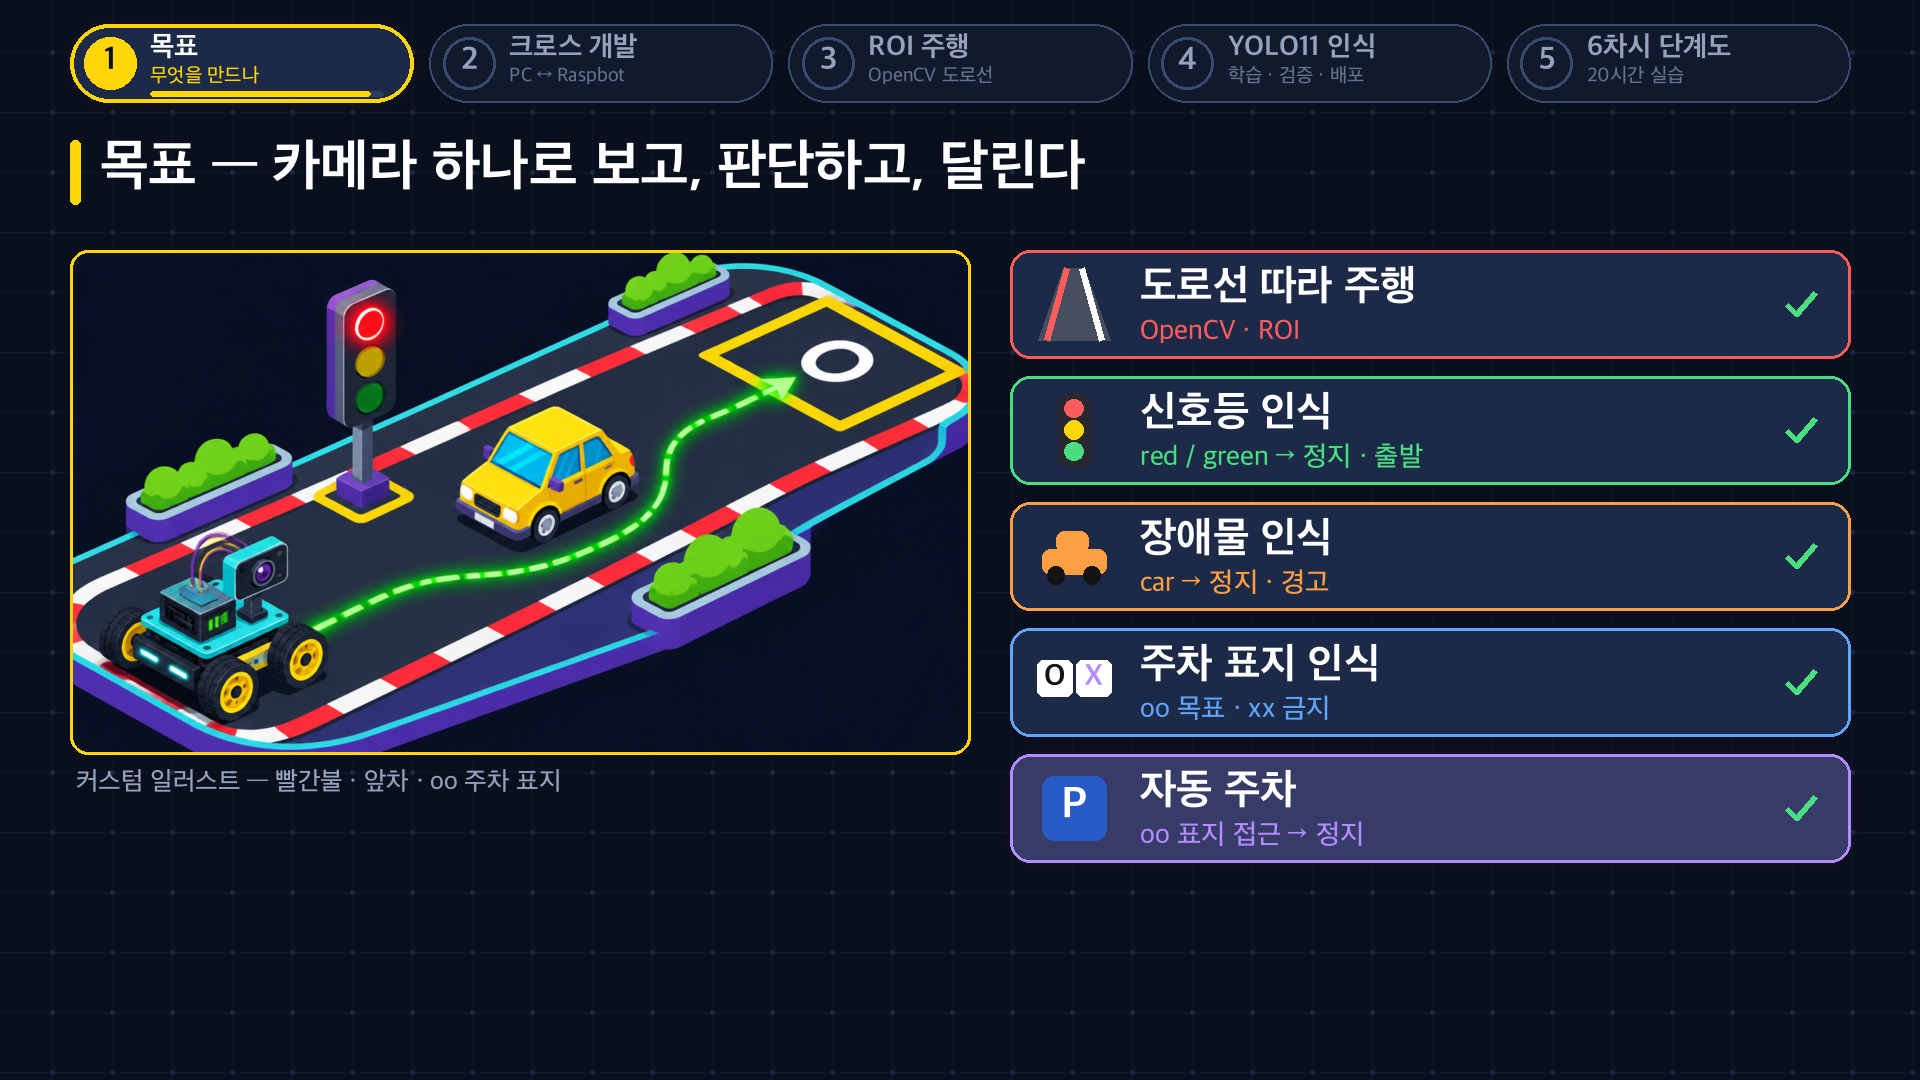 1
목표
무엇을 만드나
2
크로스 개발
PC ↔ Raspbot
3
ROI 주행
OpenCV 도로선
4
YOLO11 인식
학습 · 검증 · 배포
5
6차시 단계도
20시간 실습
목표 — 카메라 하나로 보고, 판단하고, 달린다
커스텀 일러스트 — 빨간불 · 앞차 · oo 주차 표지
도로선 따라 주행
OpenCV · ROI
신호등 인식
red / green → 정지 · 출발
장애물 인식
car → 정지 · 경고
O X
주차 표지 인식
oo 목표 · xx 금지
P
자동 주차
oo 표지 접근 → 정지